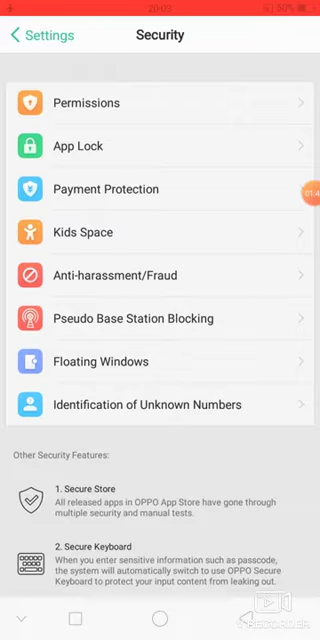 20:03
50%
Settings
Security
Permissions
App Lock
Payment Protection
Kids Space
Anti-harassment/Fraud
Pseudo Base Station Blocking
Floating Windows
Identification of Unknown Numbers
Other Security Features:
1. Secure Store
All released apps in OPPO App Store have gone through
multiple security and manual tests.
2. Secure Keyboard
When you enter sensitive information such as passcode,
the system will automatically switch to use OPPO Secure
Keyboard to protect your input content from leaking out.
RECORDER